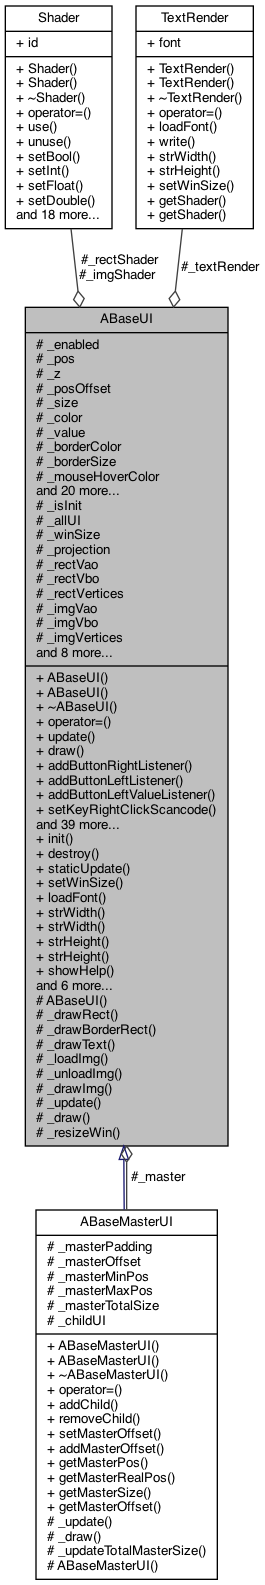 Shader
+ id
+ Shader()
+ Shader()
+ ~Shader()
+ operator=()
+ use()
+ unuse()
+ setBool()
+ setInt()
+ setFloat()
+ setDouble()
and 18 more...
TextRender
+ font
+ TextRender()
+ TextRender()
+ ~TextRender()
+ operator=()
+ loadFont()
+ write()
+ strWidth()
+ strHeight()
+ setWinSize()
+ getShader()
+ getShader()
#_rectShader
#_imgShader
#_textRender
ABaseUI
# _enabled
# _pos
# _z
# _posOffset
# _size
# _color
# _value
# _borderColor
# _borderSize
# _mouseHoverColor
and 20 more...
# _isInit
# _allUI
# _winSize
# _projection
# _rectVao
# _rectVbo
# _rectVertices
# _imgVao
# _imgVbo
# _imgVertices
and 8 more...
+ ABaseUI()
+ ABaseUI()
+ ~ABaseUI()
+ operator=()
+ update()
+ draw()
+ addButtonRightListener()
+ addButtonLeftListener()
+ addButtonLeftValueListener()
+ setKeyRightClickScancode()
and 39 more...
+ init()
+ destroy()
+ staticUpdate()
+ setWinSize()
+ loadFont()
+ strWidth()
+ strWidth()
+ strHeight()
+ strHeight()
+ showHelp()
and 6 more...
# ABaseUI()
# _drawRect()
# _drawBorderRect()
# _drawText()
# _loadImg()
# _unloadImg()
# _drawImg()
# _update()
# _draw()
# _resizeWin()
#_master
ABaseMasterUI
# _masterPadding
# _masterOffset
# _masterMinPos
# _masterMaxPos
# _masterTotalSize
# _childUI
+ ABaseMasterUI()
+ ABaseMasterUI()
+ ~ABaseMasterUI()
+ operator=()
+ addChild()
+ removeChild()
+ setMasterOffset()
+ addMasterOffset()
+ getMasterPos()
+ getMasterRealPos()
+ getMasterSize()
+ getMasterOffset()
# _update()
# _draw()
# _updateTotalMasterSize()
# ABaseMasterUI()